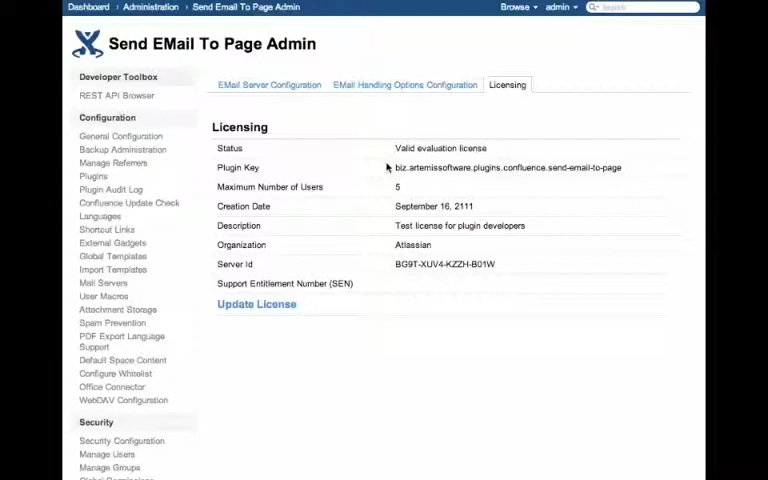 Dashboard › Administration › Send Email To Page Admin
Browse admin Search
Send EMail To Page Admin
Developer Toolbox
REST API Browser
Configuration
General Configuration
Backup Administration
Manage Referrers
Plugins
Plugin Audit Log
Confluence Update Check
Languages
Shortcut Links
External Gadgets
Global Templates
Import Templates
Mail Servers
User Macros
Attachment Storage
Spam Prevention
PDF Export Language
Support
Default Space Content
Configure Whitelist
Office Connector
WebDAV Configuration
Security
Security Configuration
Manage Users
Manage Groups
Global Permissions
EMail Server Configuration EMail Handling Options Configuration Licensing
Licensing
Status Valid evaluation license
Plugin Key biz.artemissoftware.plugins.confluence.send-email-to-page
Maximum Number of Users 5
Creation Date September 16, 2111
Description Test license for plugin developers
Organization Atlassian
Server Id BG9T-XUV4-KZZH-B01W
Support Entitlement Number (SEN)
Update License